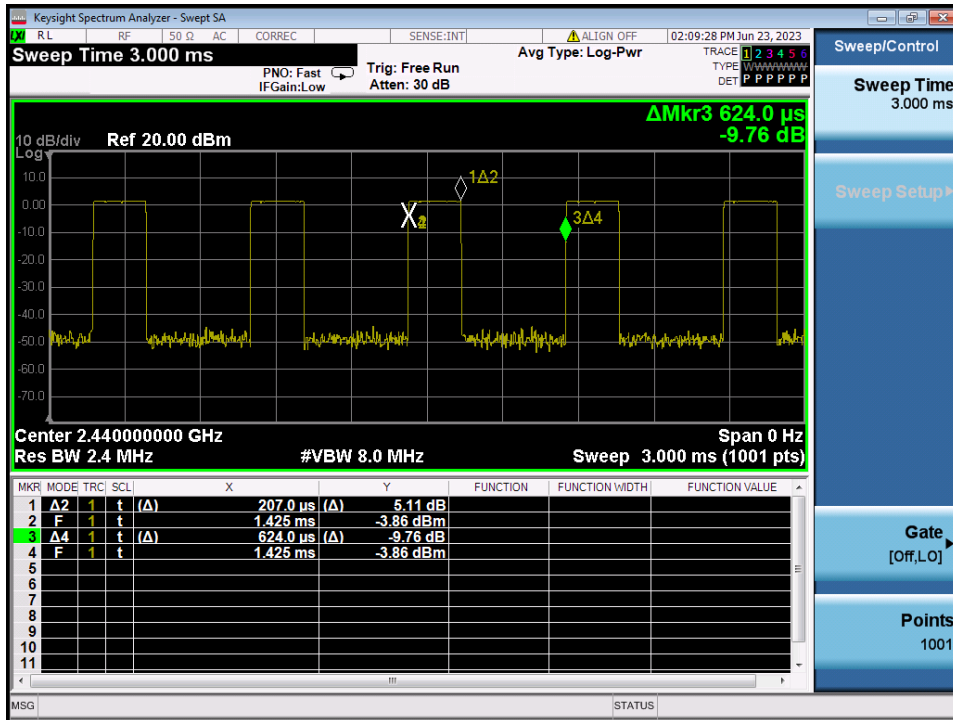 Keysight Spectrum Analyzer - Swept SA
LXI RL RF 50 Ω AC CORREC SENSE:INT ALIGN OFF 02:09:28 PM Jun 23, 2023
Sweep Time 3.000 ms
PNO: Fast
IFGain:Low
Trig: Free Run
Atten: 30 dB
Avg Type: Log-Pwr
TRACE 1 2 3 4 5 6
TYPE WWWWWW
DET P P P P P P
ΔMkr3 624.0 µs
-9.76 dB
10 dB/div Ref 20.00 dBm
Log
10.0
0.00
-10.0
-20.0
-30.0
-40.0
-50.0
-60.0
-70.0
1Δ2
3Δ4
Center 2.440000000 GHz Span 0 Hz
Res BW 2.4 MHz #VBW 8.0 MHz Sweep 3.000 ms (1001 pts)
MKR MODE TRC SCL X Y FUNCTION FUNCTION WIDTH FUNCTION VALUE
1 Δ2 1 t (Δ) 207.0 µs (Δ) 5.11 dB
2 F 1 t 1.425 ms -3.86 dBm
3 Δ4 1 t (Δ) 624.0 µs (Δ) -9.76 dB
4 F 1 t 1.425 ms -3.86 dBm
5
6
7
8
9
10
11
MSG STATUS
Sweep/Control
Sweep Time
3.000 ms
Sweep Setup
Gate
[Off,LO]
Points
1001